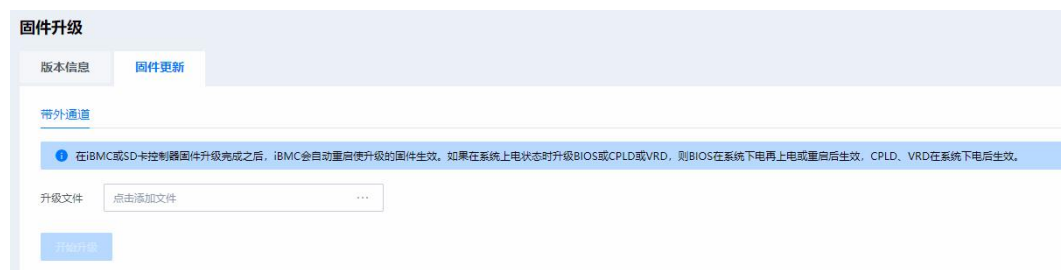 固件升级
版本信息 固件更新
带外通道
在iBMC或SD卡控制器固件升级完成之后，iBMC会自动重启使升级的固件生效。如果在系统上电状态时升级BIOS或CPLD或VRD，则BIOS在系统下电再上电或重启后生效，CPLD、VRD在系统下电后生效。
升级文件 点击添加文件 ...
开始升级